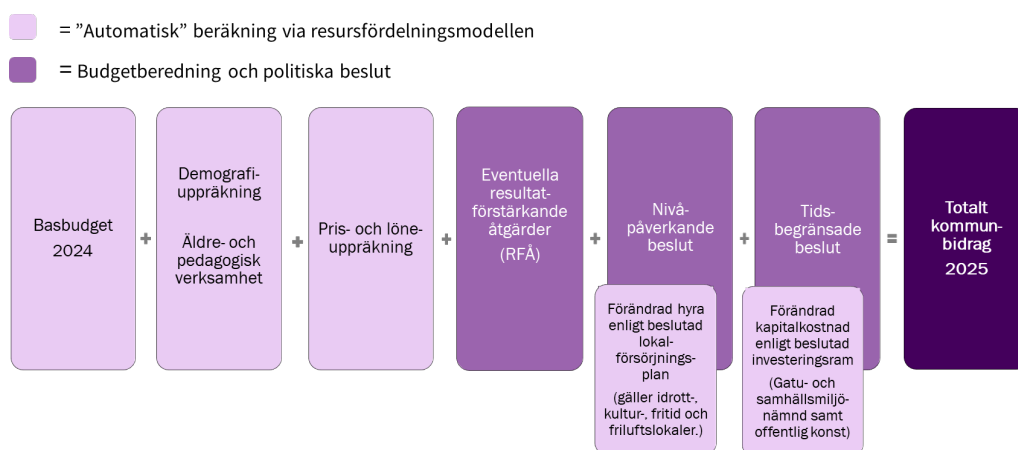 = ”Automatisk” beräkning via resursfördelningsmodellen
= Budgetberedning och politiska beslut
Basbudget
2024
+
Demografi-
uppräkning
Äldre- och
pedagogisk
verksamhet
+
Pris- och löne-
uppräkning
+
Eventuella
resultat-
förstärkande
åtgärder
(RFÅ)
+
Nivå-
påverkande
beslut
Förändrad hyra
enligt beslutad
lokal-
försörjnings-
plan
(gäller idrott-,
kultur-, fritid och
friluftslokaler.)
+
Tids-
begränsade
beslut
Förändrad
kapitalkostnad
enligt beslutad
investeringsram
(Gatu- och
samhällsmiljö-
nämnd samt
offentlig konst)
=
Totalt
kommun-
bidrag
2025